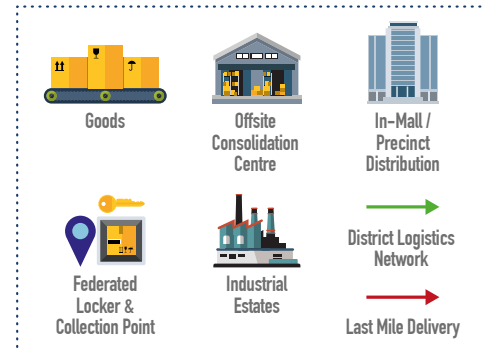 Goods
Offsite
Consolidation
Centre
In-Mall /
Precinct
Distribution
Federated
Locker &
Collection Point
Industrial
Estates
District Logistics
Network
Last Mile Delivery